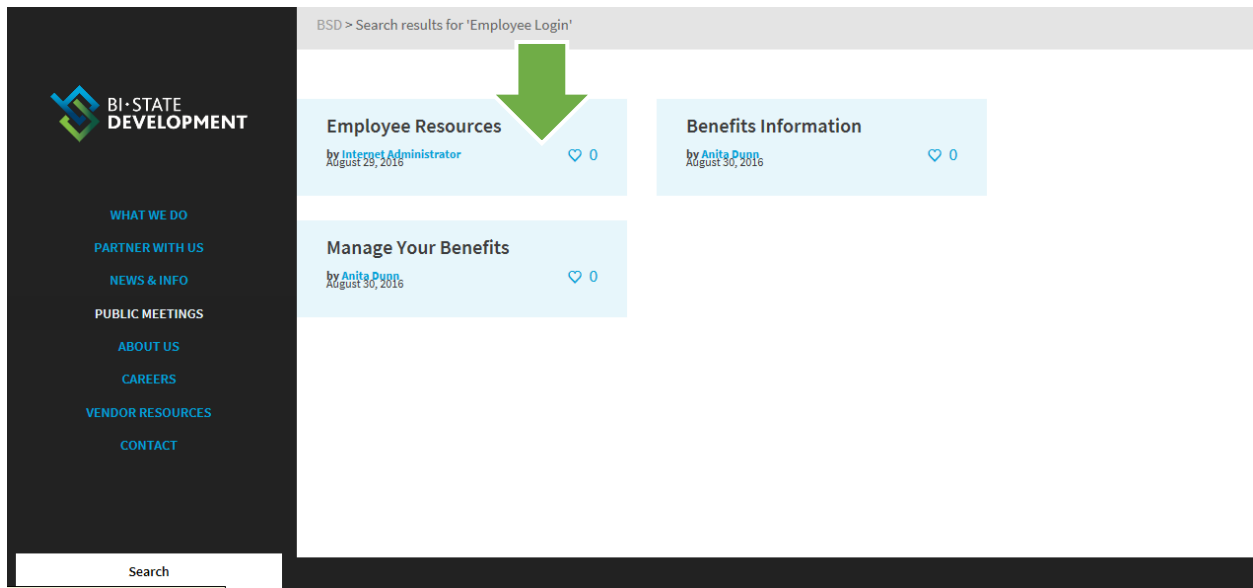 BSD > Search results for 'Employee Login'
BI·STATE
DEVELOPMENT
WHAT WE DO
PARTNER WITH US
NEWS & INFO
PUBLIC MEETINGS
ABOUT US
CAREERS
VENDOR RESOURCES
CONTACT
Search
Employee Resources
by Internet Administrator
August 29, 2016
0
Benefits Information
by Anita Dunn
August 30, 2016
0
Manage Your Benefits
by Anita Dunn
August 30, 2016
0